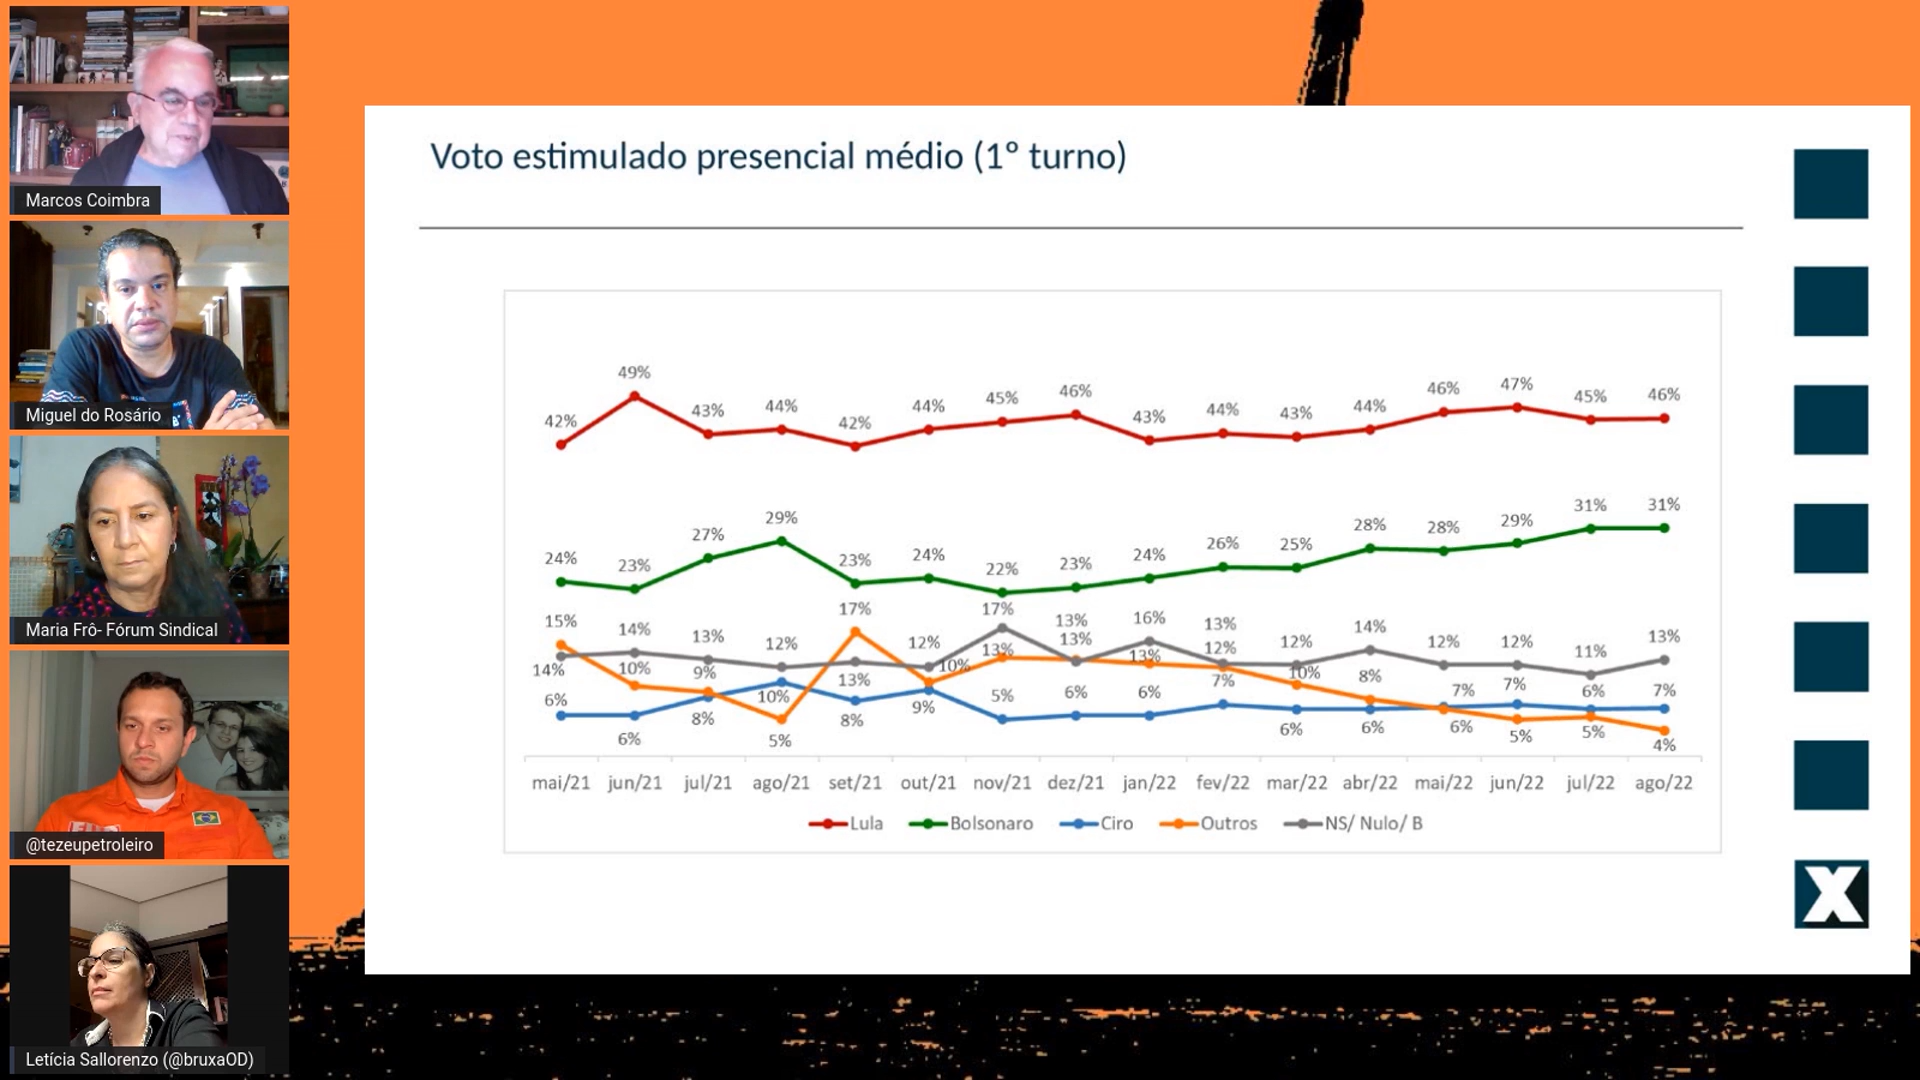 Marcos Coimbra
Miguel do Rosário
Maria Frô- Fórum Sindical
@tezeupetroleiro
Letícia Sallorenzo (@bruxaOD)
Voto estimulado presencial médio (1º turno)
42% 49% 43% 44% 42% 44% 45% 46% 43% 44% 43% 44% 46% 47% 45% 46%
24% 23% 27% 29% 23% 24% 22% 23% 24% 26% 25% 28% 28% 29% 31% 31%
15% 14% 13% 12% 17% 12% 17% 13% 16% 13% 12% 14% 12% 12% 11% 13%
14% 10% 9% 10% 13% 10% 13% 13% 13% 12% 10% 8% 7% 7% 6% 7%
6% 6% 8% 5% 8% 9% 5% 6% 6% 7% 6% 6% 6% 5% 5% 4%
mai/21 jun/21 jul/21 ago/21 set/21 out/21 nov/21 dez/21 jan/22 fev/22 mar/22 abr/22 mai/22 jun/22 jul/22 ago/22
Lula Bolsonaro Ciro Outros NS/ Nulo/ B
X